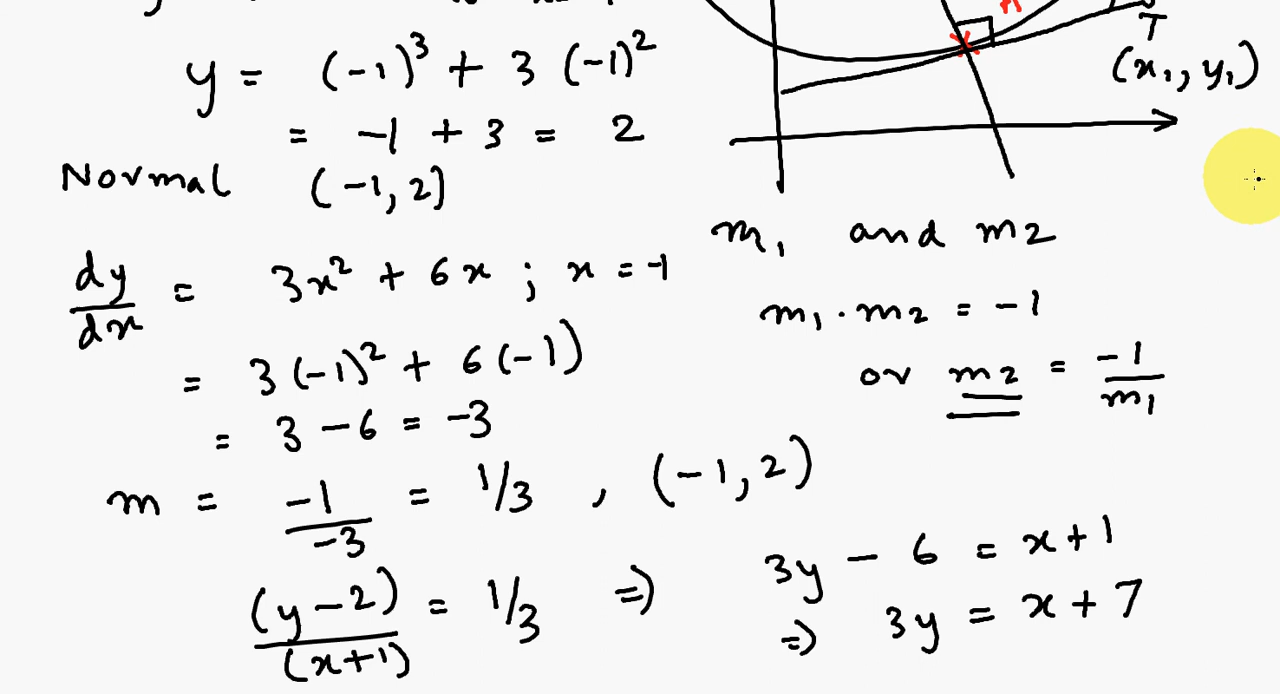 y = (-1)³ + 3 (-1)²
= -1 + 3 = 2
Normal (-1, 2)
dy/dx = 3x² + 6x ; x = -1
= 3(-1)² + 6(-1)
= 3 - 6 = -3
m = -1/-3 = 1/3 , (-1, 2)
(y-2)/(x+1) = 1/3 =>
3y - 6 = x+1
=> 3y = x + 7
T
(x₁, y₁)
m₁ and m2
m₁ . m2 = -1
or m2 = -1/m₁